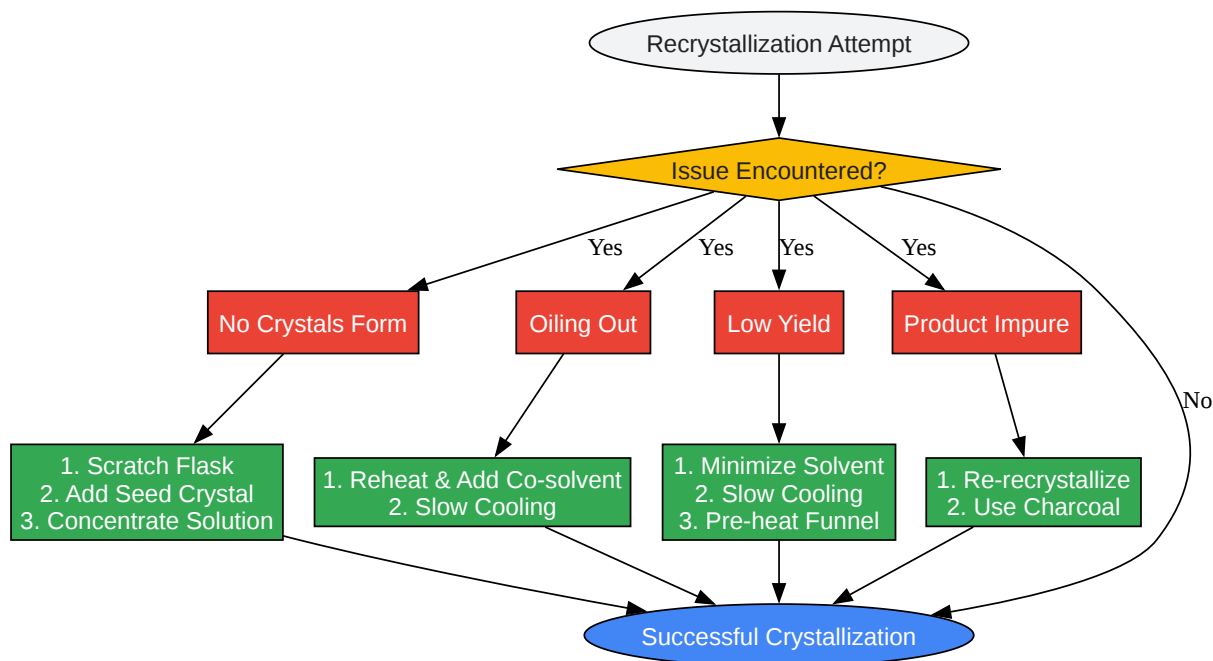 Recrystallization Attempt
Issue Encountered?
Yes
Yes
Yes
Yes
No Crystals Form
Oiling Out
Low Yield
Product Impure
No
1. Scratch Flask
2. Add Seed Crystal
3. Concentrate Solution
1. Reheat & Add Co-solvent
2. Slow Cooling
1. Minimize Solvent
2. Slow Cooling
3. Pre-heat Funnel
1. Re-recrystallize
2. Use Charcoal
Successful Crystallization